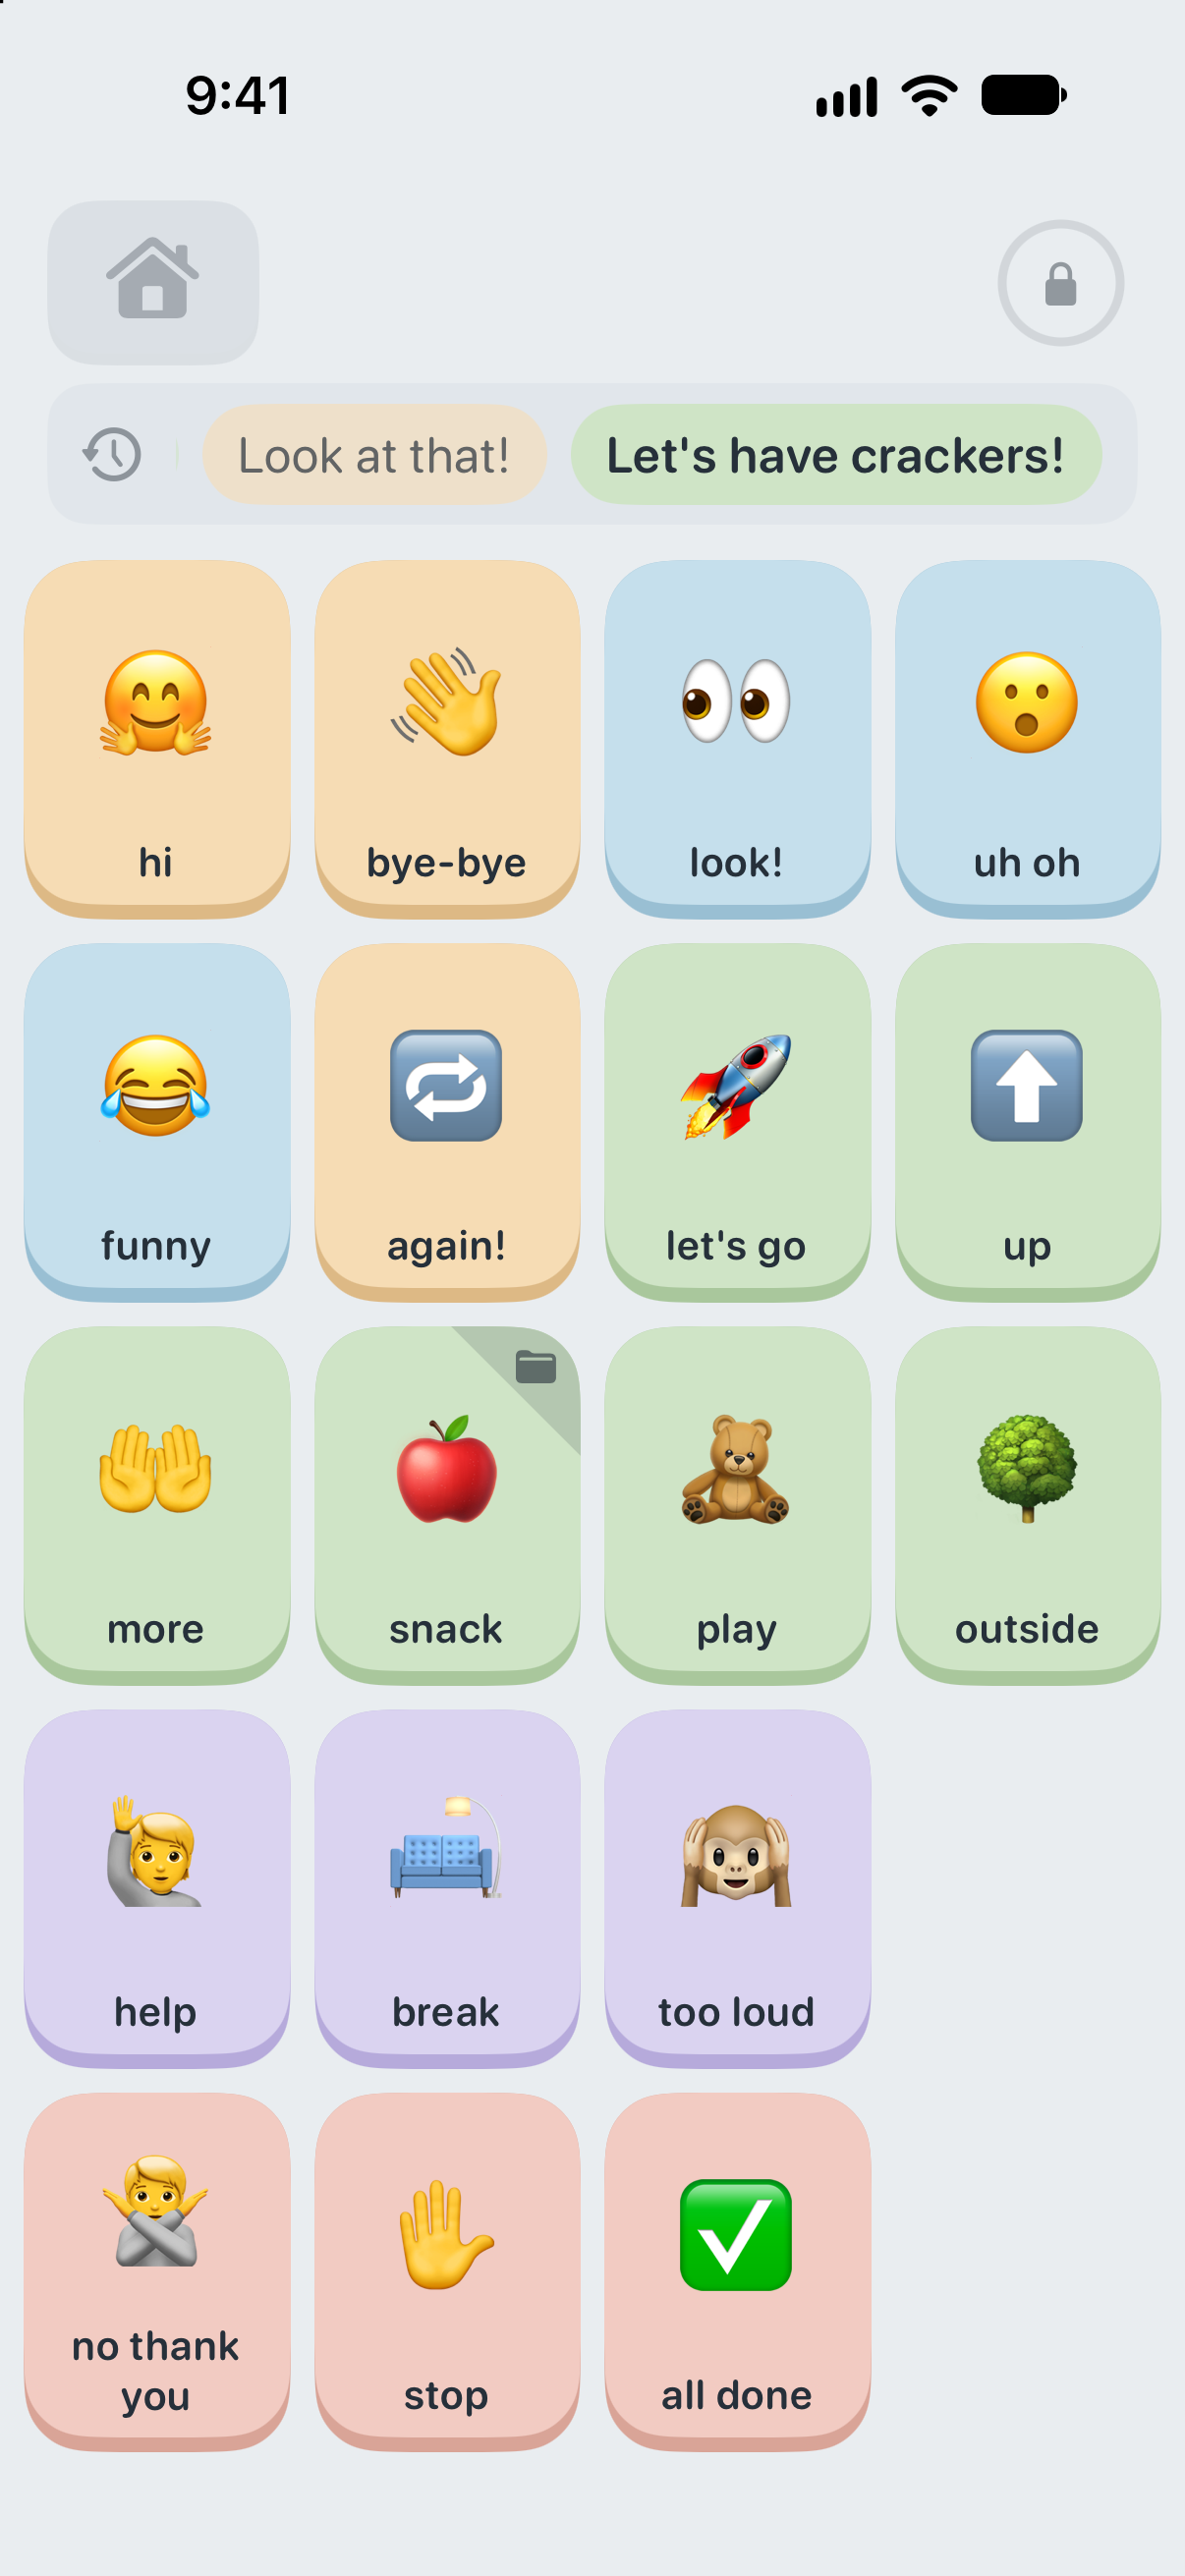 9:41
Look at that!
Let's have crackers!
hi
bye-bye
look!
uh oh
funny
again!
let's go
up
more
snack
play
outside
help
break
too loud
no thank
you
stop
all done